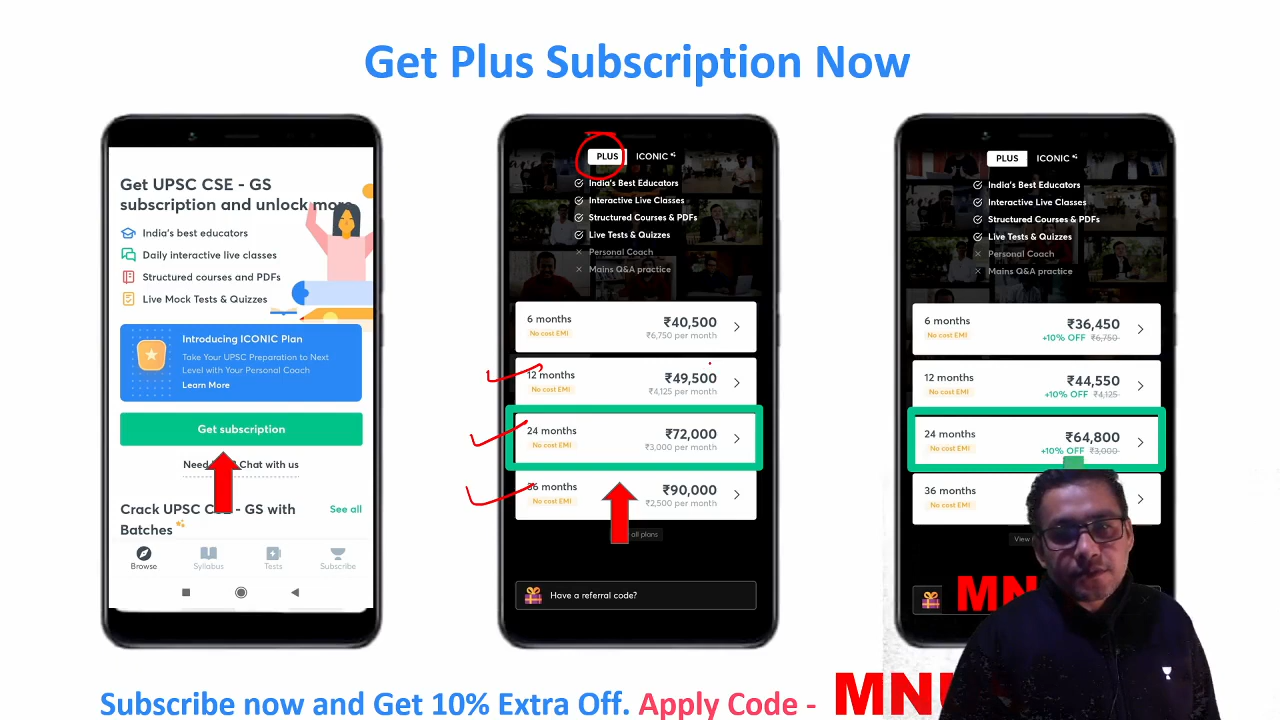 Get Plus Subscription Now
Get UPSC CSE - GS
subscription and unlock more
India's best educators
Daily interactive live classes
Structured courses and PDFs
Live Mock Tests & Quizzes
Introducing ICONIC Plan
Take Your UPSC Preparation to Next
Level with Your Personal Coach
Learn More
Get subscription
Chat with us
Crack UPSC CSE - GS with
Batches
See all
Browse
Syllabus
Tests
Subscribe
PLUS ICONIC
India's Best Educators
Interactive Live Classes
Structured Courses & PDFs
Live Tests & Quizzes
Personal Coach
Mains Q&A practice
6 months ₹40,500
No cost EMI ₹6,750 per month
12 months ₹49,500
No cost EMI ₹4,125 per month
24 months ₹72,000
No cost EMI ₹3,000 per month
36 months ₹90,000
No cost EMI ₹2,500 per month
all plans
Have a referral code?
PLUS ICONIC
India's Best Educators
Interactive Live Classes
Structured Courses & PDFs
Live Tests & Quizzes
Personal Coach
Mains Q&A practice
6 months ₹36,450
No cost EMI +10% OFF ₹6,750
12 months ₹44,550
No cost EMI +10% OFF ₹4,125
24 months ₹64,800
No cost EMI +10% OFF ₹3,000
36 months
No cost EMI
View
Subscribe now and Get 10% Extra Off. Apply Code -